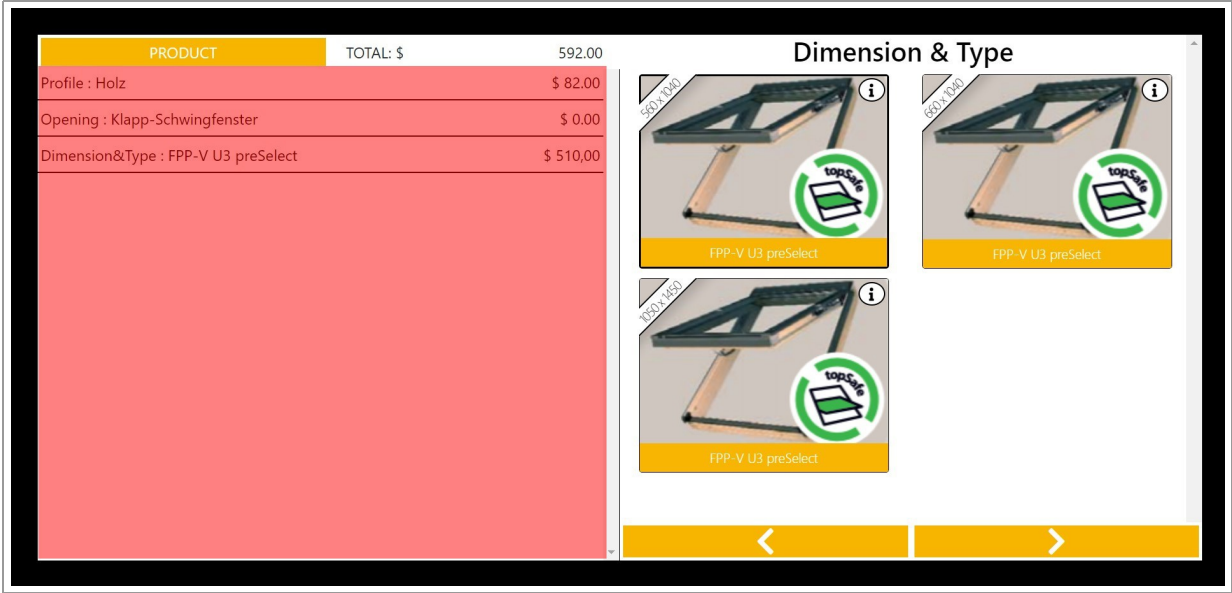 PRODUCT TOTAL: $ 592.00
Profile : Holz $ 82.00
Opening : Klapp-Schwingfenster $ 0.00
Dimension&Type : FPP-V U3 preSelect $ 510,00
Dimension & Type
560 x 1040 i
topSafe
FPP-V U3 preSelect
660 x 1040 i
topSafe
FPP-V U3 preSelect
1050 x 1450 i
topSafe
FPP-V U3 preSelect